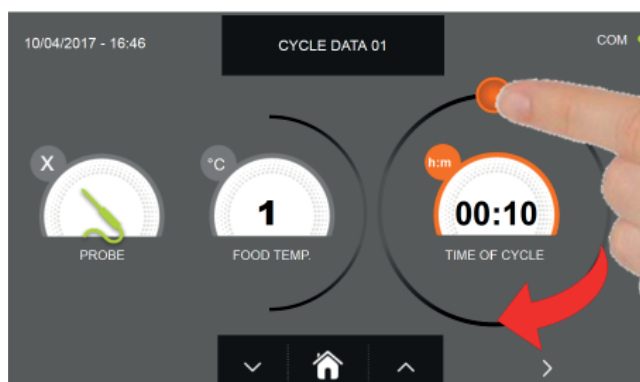 10/04/2017 - 16:46
CYCLE DATA 01
COM
X
°C
h:m
1
00:10
PROBE
FOOD TEMP.
TIME OF CYCLE